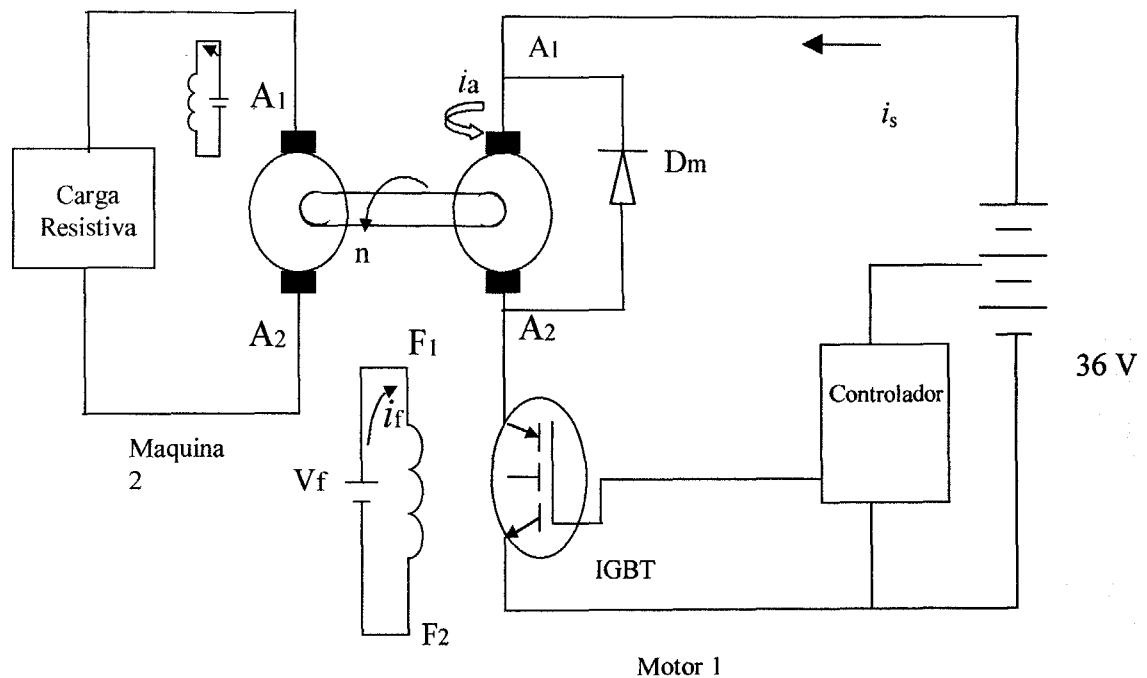 A1
ia
A1
is
Dm
Carga
Resistiva
n
A2
A2
F1
36 V
Controlador
if
Maquina
2
Vf
IGBT
F2
Motor 1